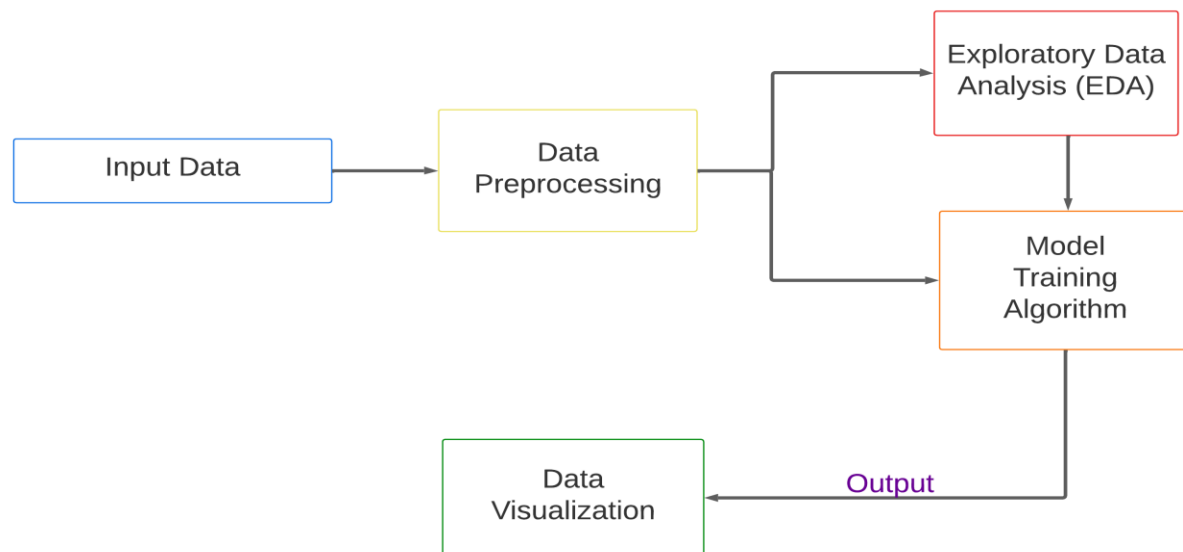 Input Data
Data
Preprocessing
Exploratory Data
Analysis (EDA)
Model
Training
Algorithm
Output
Data
Visualization